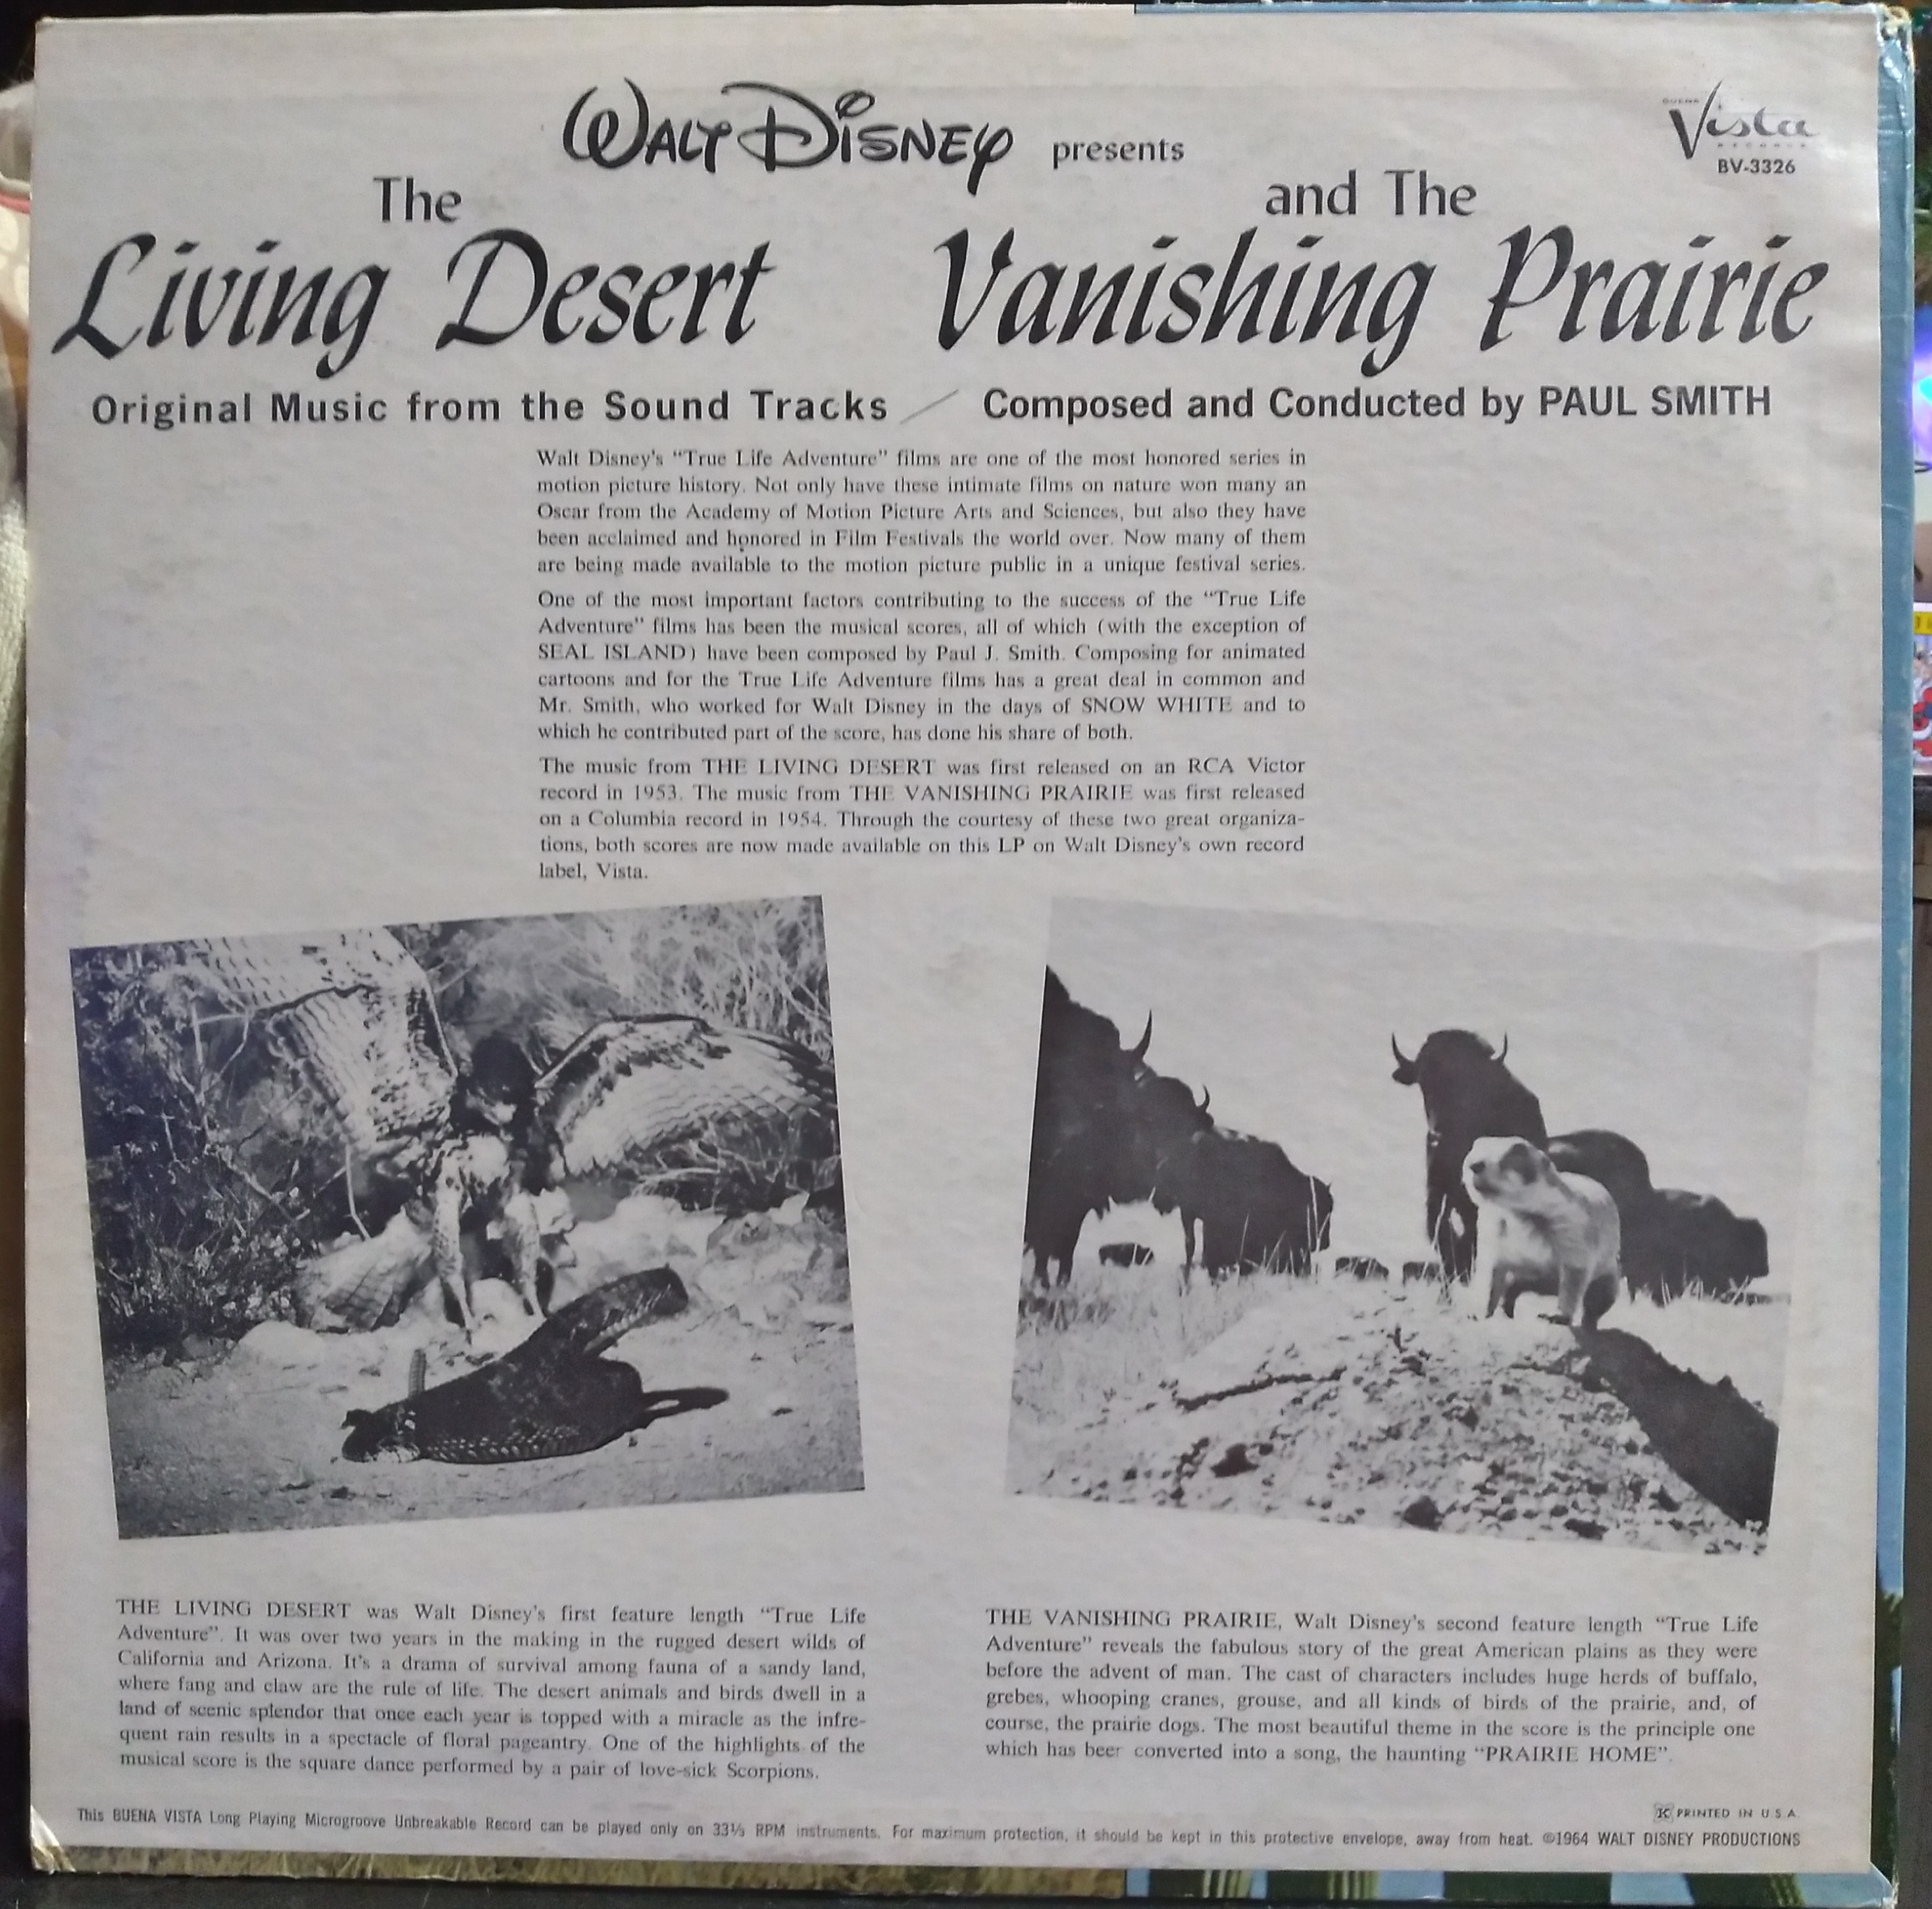 WALT DISNEY presents
BUENA
Vista
RECORDS
BV-3326
The
Living Desert
and The
Vanishing Prairie
Original Music from the Sound Tracks / Composed and Conducted by PAUL SMITH
Walt Disney's "True Life Adventure" films are one of the most honored series in
motion picture history. Not only have these intimate films on nature won many an
Oscar from the Academy of Motion Picture Arts and Sciences, but also they have
been acclaimed and honored in Film Festivals the world over. Now many of them
are being made available to the motion picture public in a unique festival series.
One of the most important factors contributing to the success of the "True Life
Adventure" films has been the musical scores, all of which (with the exception of
SEAL ISLAND) have been composed by Paul J. Smith. Composing for animated
cartoons and for the True Life Adventure films has a great deal in common and
Mr. Smith, who worked for Walt Disney in the days of SNOW WHITE and to
which he contributed part of the score, has done his share of both.
The music from THE LIVING DESERT was first released on an RCA Victor
record in 1953. The music from THE VANISHING PRAIRIE was first released
on a Columbia record in 1954. Through the courtesy of these two great organiza-
tions, both scores are now made available on this LP on Walt Disney's own record
label, Vista.
THE LIVING DESERT was Walt Disney's first feature length "True Life
Adventure". It was over two years in the making in the rugged desert wilds of
California and Arizona. It's a drama of survival among fauna of a sandy land,
where fang and claw are the rule of life. The desert animals and birds dwell in a
land of scenic splendor that once each year is topped with a miracle as the infre-
quent rain results in a spectacle of floral pageantry. One of the highlights of the
musical score is the square dance performed by a pair of love-sick Scorpions.
THE VANISHING PRAIRIE, Walt Disney's second feature length "True Life
Adventure" reveals the fabulous story of the great American plains as they were
before the advent of man. The cast of characters includes huge herds of buffalo,
grebes, whooping cranes, grouse, and all kinds of birds of the prairie, and, of
course, the prairie dogs. The most beautiful theme in the score is the principle one
which has beer converted into a song, the haunting "PRAIRIE HOME".
K PRINTED IN U.S.A.
This BUENA VISTA Long Playing Microgroove Unbreakable Record can be played only on 33⅓ RPM instruments. For maximum protection, it should be kept in this protective envelope, away from heat. ©1964 WALT DISNEY PRODUCTIONS